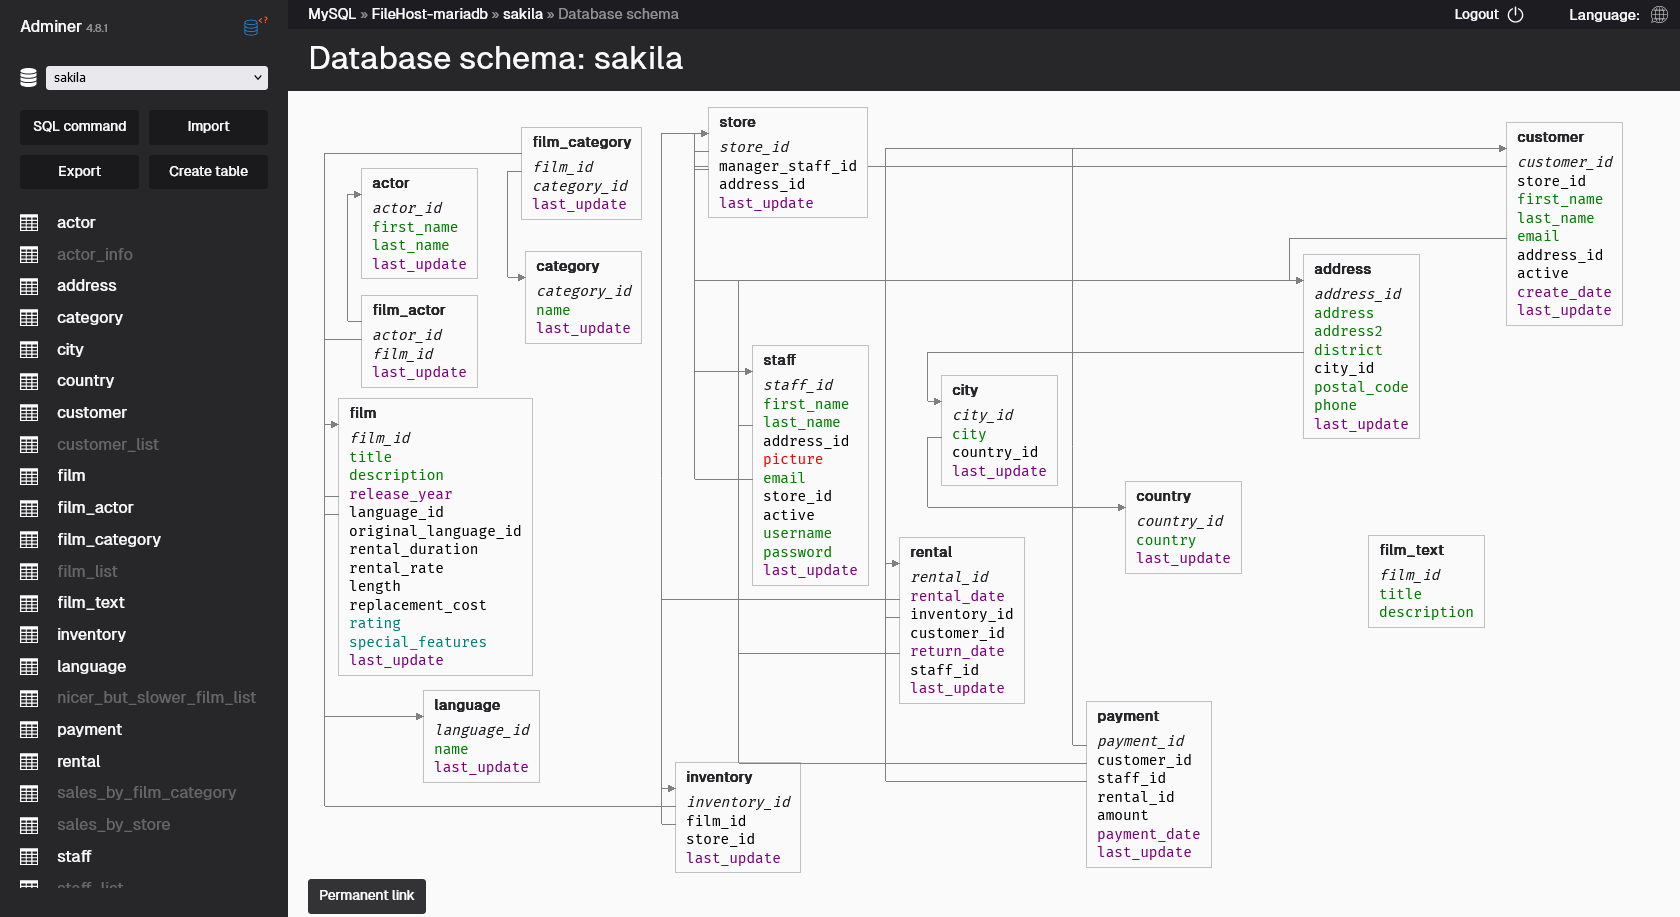 Adminer 4.8.1
sakila
SQL command
Import
Export
Create table
actor
actor_info
address
category
city
country
customer
customer_list
film
film_actor
film_category
film_list
film_text
inventory
language
nicer_but_slower_film_list
payment
rental
sales_by_film_category
sales_by_store
staff
staff_list
MySQL » FileHost-mariadb » sakila » Database schema
Logout
Language:
Database schema: sakila
film_category
film_id
category_id
last_update
actor
actor_id
first_name
last_name
last_update
category
category_id
name
last_update
film_actor
actor_id
film_id
last_update
film
film_id
title
description
release_year
language_id
original_language_id
rental_duration
rental_rate
length
replacement_cost
rating
special_features
last_update
language
language_id
name
last_update
store
store_id
manager_staff_id
address_id
last_update
staff
staff_id
first_name
last_name
address_id
picture
email
store_id
active
username
password
last_update
inventory
inventory_id
film_id
store_id
last_update
city
city_id
city
country_id
last_update
rental
rental_id
rental_date
inventory_id
customer_id
return_date
staff_id
last_update
country
country_id
country
last_update
payment
payment_id
customer_id
staff_id
rental_id
amount
payment_date
last_update
address
address_id
address
address2
district
city_id
postal_code
phone
last_update
customer
customer_id
store_id
first_name
last_name
email
address_id
active
create_date
last_update
film_text
film_id
title
description
Permanent link